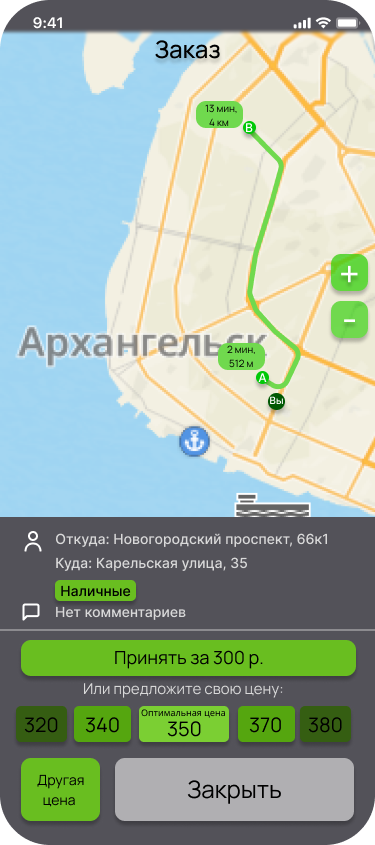 9:41
Заказ
13 мин,
4 км
B
Архангельск
2 мин,
512 м
A
Вы
+
-
Откуда: Новогородский проспект, 66к1
Куда: Карельская улица, 35
Наличные
Нет комментариев
Принять за 300 р.
Или предложите свою цену:
320
340
Оптимальная цена
350
370
380
Другая
цена
Закрыть